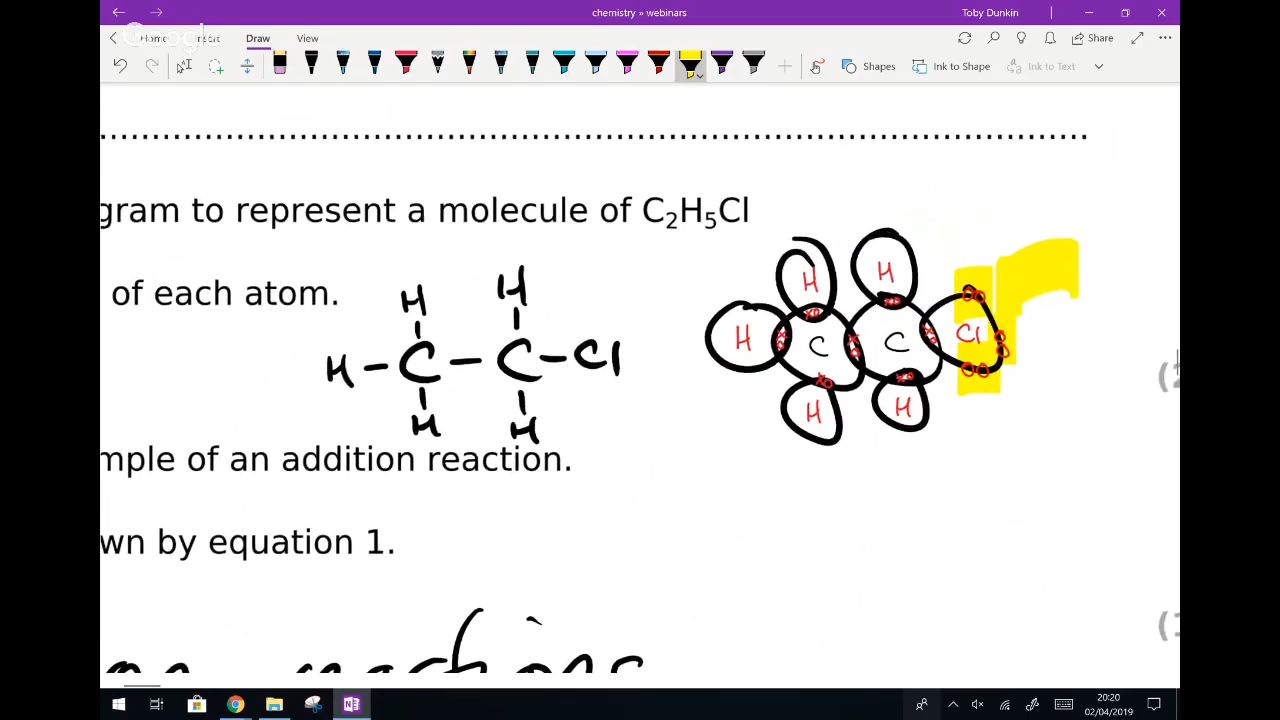 chemistry » webinars
Toby Dunkin
Google
Home
Insert
Draw
View
Share
Shapes
Ink to Shape
Ink to Text
gram to represent a molecule of C₂H₅Cl
of each atom.
H H
H - C - C - Cl
H H
H H
H C C Cl
H H
mple of an addition reaction.
wn by equation 1.
20:20
02/04/2019